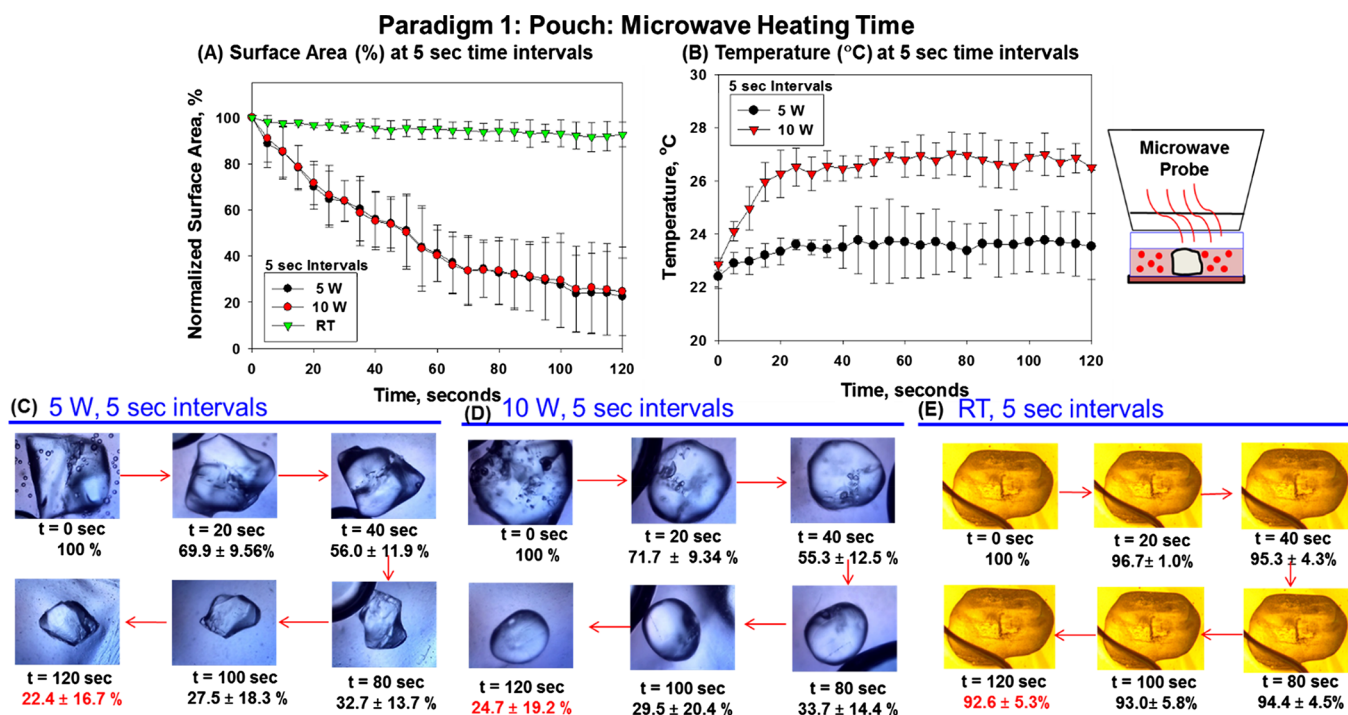 Paradigm 1: Pouch: Microwave Heating Time
(A) Surface Area (%) at 5 sec time intervals
Normalized Surface Area, %
100
80
60
40
20
0
5 sec Intervals
5 W
10 W
RT
0 20 40 60 80 100 120
Time, seconds
(B) Temperature (°C) at 5 sec time intervals
Temperature, °C
30
28
26
24
22
20
5 sec Intervals
5 W
10 W
0 20 40 60 80 100 120
Time, seconds
Microwave
Probe
(C) 5 W, 5 sec intervals
t = 0 sec
100 %
t = 20 sec
69.9 ± 9.56%
t = 40 sec
56.0 ± 11.9 %
t = 120 sec
22.4 ± 16.7 %
t = 100 sec
27.5 ± 18.3 %
t = 80 sec
32.7 ± 13.7 %
(D) 10 W, 5 sec intervals
t = 0 sec
100 %
t = 20 sec
71.7 ± 9.34 %
t = 40 sec
55.3 ± 12.5 %
t = 120 sec
24.7 ± 19.2 %
t = 100 sec
29.5 ± 20.4 %
t = 80 sec
33.7 ± 14.4 %
(E) RT, 5 sec intervals
t = 0 sec
100 %
t = 20 sec
96.7± 1.0%
t = 40 sec
95.3 ± 4.3%
t = 120 sec
92.6 ± 5.3%
t = 100 sec
93.0± 5.8%
t = 80 sec
94.4 ± 4.5%